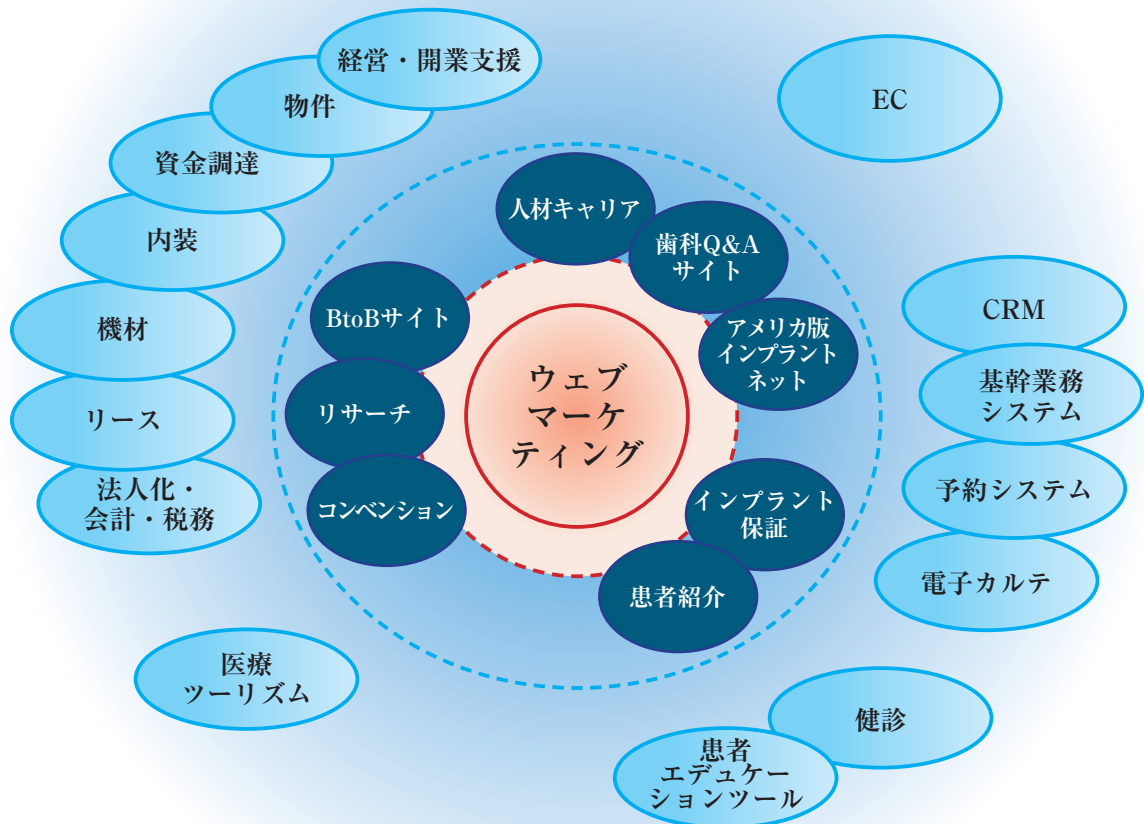 経営・開業支援
物件
資金調達
内装
機材
リース
法人化・
会計・税務
医療
ツーリズム
EC
CRM
基幹業務
システム
予約システム
電子カルテ
健診
患者
エデュケー
ションツール
人材キャリア
歯科Q&A
サイト
アメリカ版
インプラント
ネット
BtoBサイト
リサーチ
コンベンション
インプラント
保証
患者紹介
ウェブ
マーケ
ティング